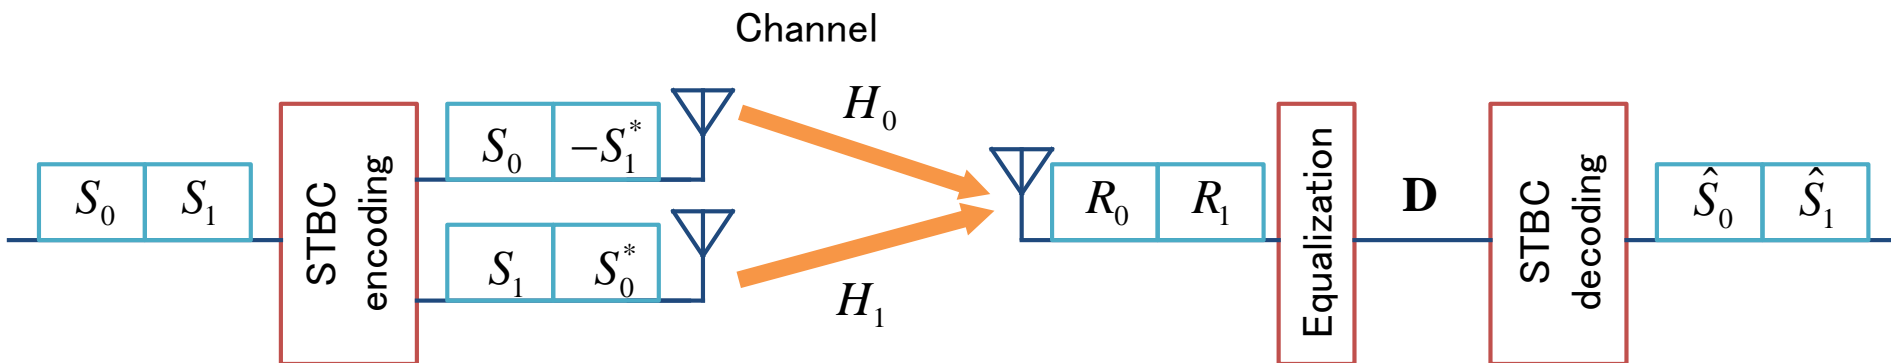 Channel
S₀ S₁
STBC
encoding
S₀ −S₁*
S₁ S₀*
H₀
H₁
R₀ R₁
Equalization
D
STBC
decoding
Ŝ₀ Ŝ₁